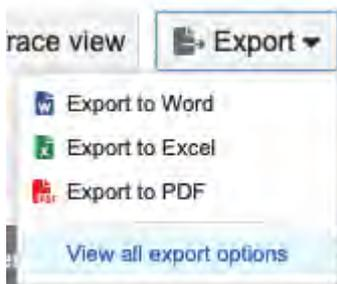 race view Export
Export to Word
Export to Excel
Export to PDF
View all export options